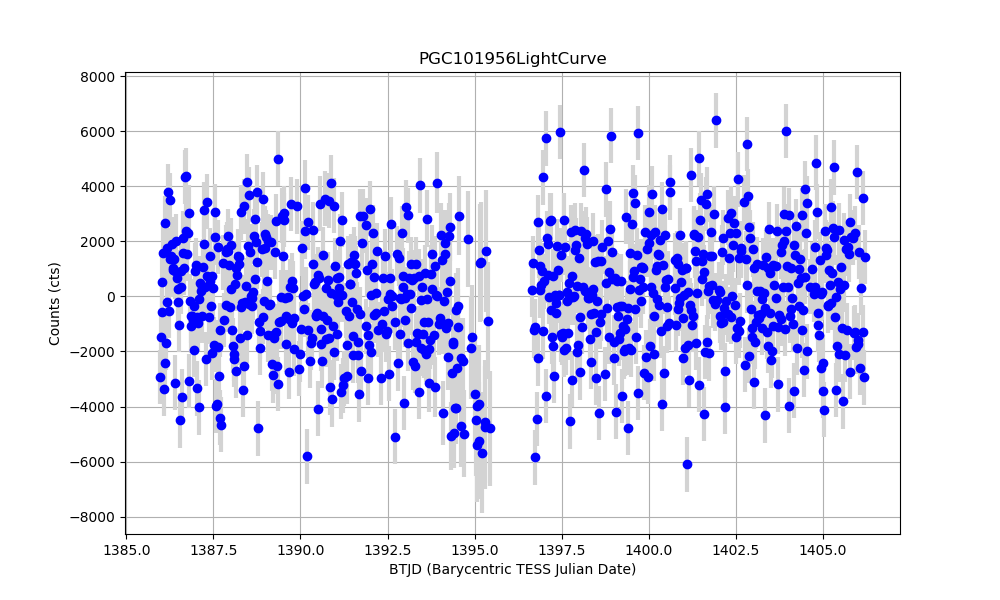 PGC101956LightCurve
8000
6000
4000
2000
0
−2000
−4000
−6000
−8000
Counts (cts)
1385.0 1387.5 1390.0 1392.5 1395.0 1397.5 1400.0 1402.5 1405.0
BTJD (Barycentric TESS Julian Date)